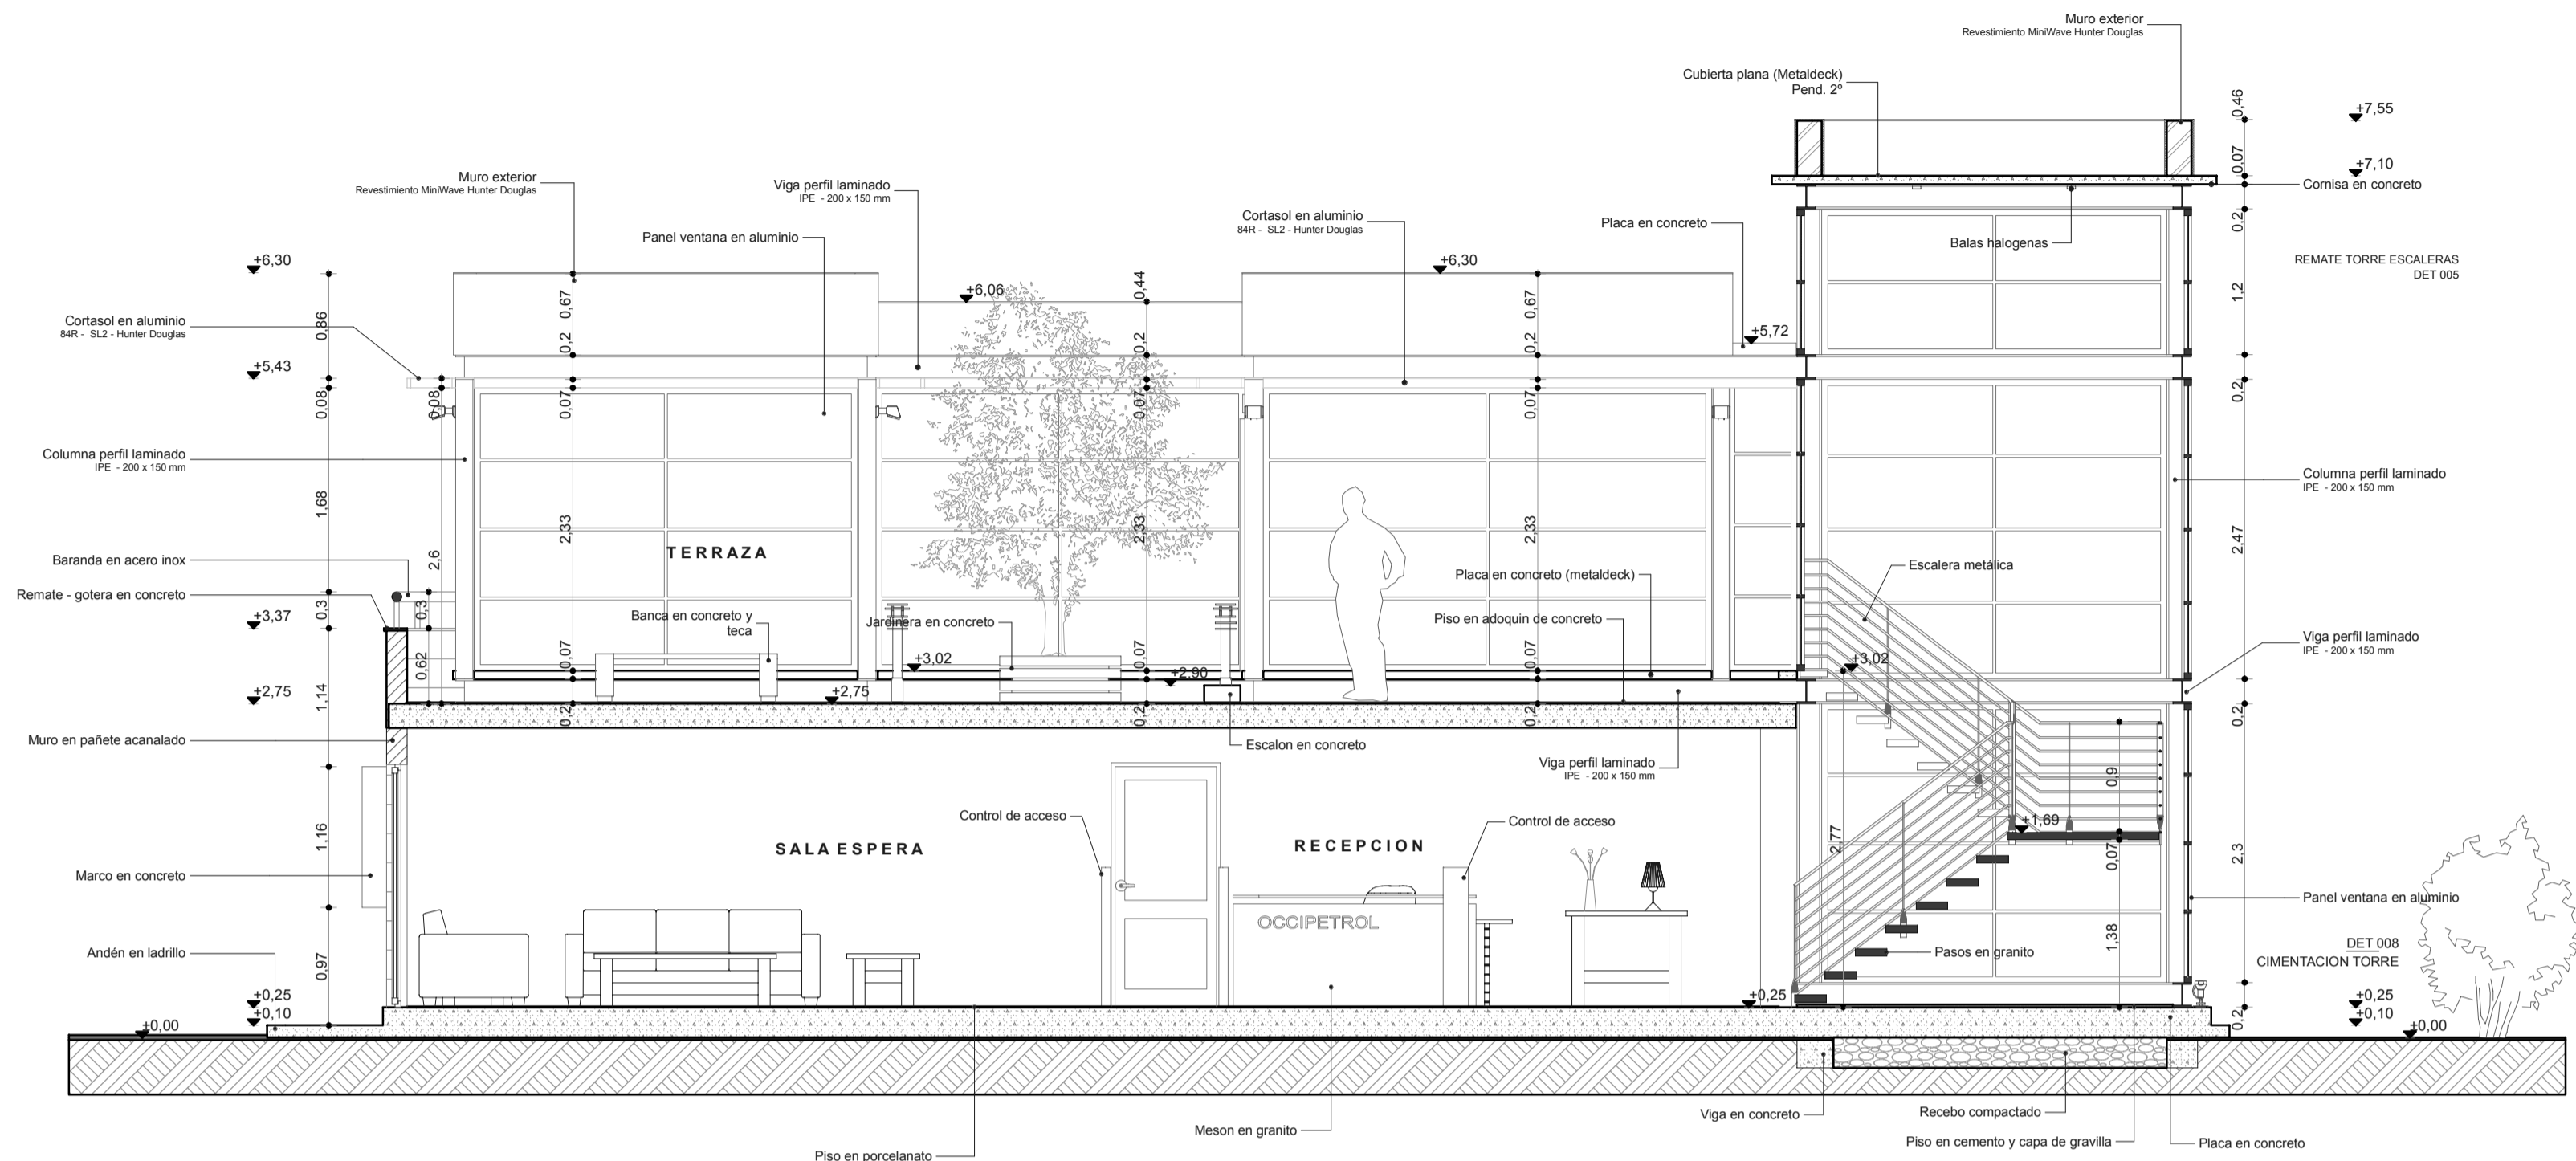 Muro exterior
Revestimiento MiniWave Hunter Douglas
Cubierta plana (Metaldeck)
Pend. 2º
0,46
+7,55
0,07
+7,10
Cornisa en concreto
Muro exterior
Revestimiento MiniWave Hunter Douglas
Viga perfil laminado
IPE - 200 x 150 mm
Cortasol en aluminio
84R - SL2 - Hunter Douglas
Placa en concreto
Panel ventana en aluminio
Balas halogenas
0,2
REMATE TORRE ESCALERAS
DET 005
+6,30
+6,30
+6,06
0,44
0,67
0,67
1,2
Cortasol en aluminio
84R - SL2 - Hunter Douglas
0,86
0,2
0,2
0,2
+5,72
+5,43
0,08
0,08
0,07
0,07
0,07
0,2
Columna perfil laminado
IPE - 200 x 150 mm
Columna perfil laminado
IPE - 200 x 150 mm
1,68
2,6
2,33
2,33
2,33
2,47
TERRAZA
Baranda en acero inox
Escalera metálica
Placa en concreto (metaldeck)
Remate - gotera en concreto
+3,37
0,3
0,3
Banca en concreto y
teca
Jardinera en concreto
Piso en adoquin de concreto
Viga perfil laminado
IPE - 200 x 150 mm
0,62
0,07
+3,02
0,07
+2,90
0,07
+3,02
+2,75
1,14
+2,75
0,2
0,2
0,2
0,2
Muro en pañete acanalado
Escalon en concreto
Viga perfil laminado
IPE - 200 x 150 mm
0,9
1,16
Control de acceso
Control de acceso
+1,69
2,77
0,07
2,3
SALA ESPERA
RECEPCION
Marco en concreto
Panel ventana en aluminio
OCCIPETROL
1,38
Andén en ladrillo
0,97
Pasos en granito
DET 008
CIMENTACION TORRE
+0,25
+0,10
+0,25
0,2
+0,25
+0,10
+0,00
+0,00
Viga en concreto
Recebo compactado
Meson en granito
Piso en cemento y capa de gravilla
Placa en concreto
Piso en porcelanato